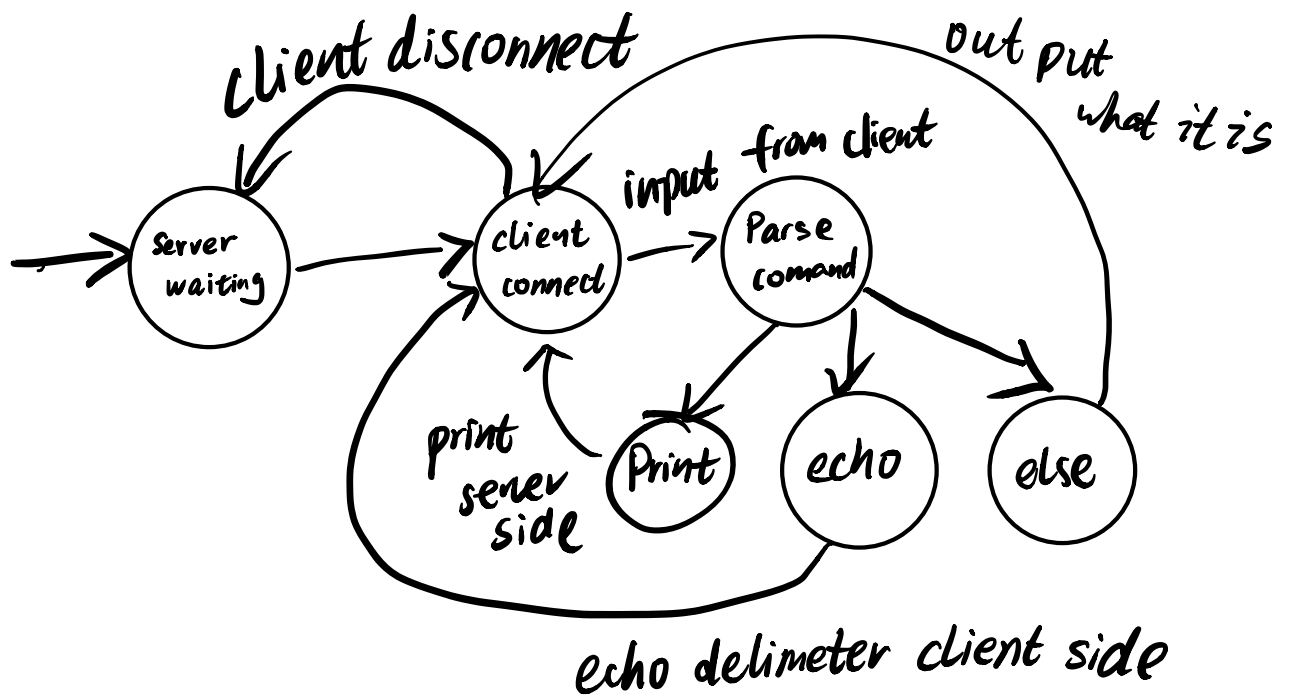 client disconnect
out put
what it is
input from client
Server
waiting
client
connect
Parse
comand
print
server
side
Print
echo
else
echo delimeter client side